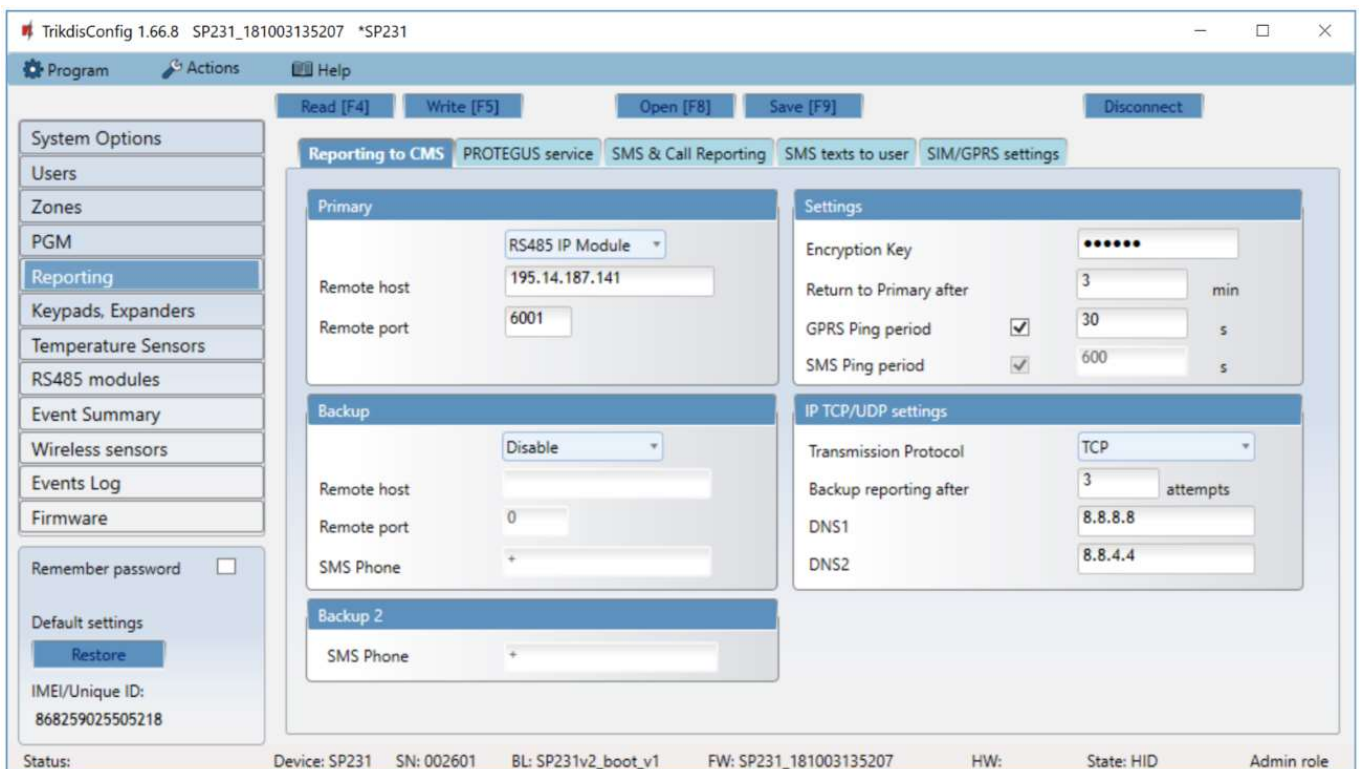 TrikdisConfig 1.66.8 SP231_181003135207 *SP231
Program Actions Help
Read [F4] Write [F5] Open [F8] Save [F9] Disconnect
System Options
Users
Zones
PGM
Reporting
Keypads, Expanders
Temperature Sensors
RS485 modules
Event Summary
Wireless sensors
Events Log
Firmware
Remember password
Default settings
Restore
IMEI/Unique ID:
868259025505218
Reporting to CMS PROTEGUS service SMS & Call Reporting SMS texts to user SIM/GPRS settings
Primary
RS485 IP Module
Remote host 195.14.187.141
Remote port 6001
Settings
Encryption Key ••••••
Return to Primary after 3 min
GPRS Ping period 30 s
SMS Ping period 600 s
Backup
Disable
Remote host
Remote port 0
SMS Phone +
IP TCP/UDP settings
Transmission Protocol TCP
Backup reporting after 3 attempts
DNS1 8.8.8.8
DNS2 8.8.4.4
Backup 2
SMS Phone +
Status: Device: SP231 SN: 002601 BL: SP231v2_boot_v1 FW: SP231_181003135207 HW: State: HID Admin role